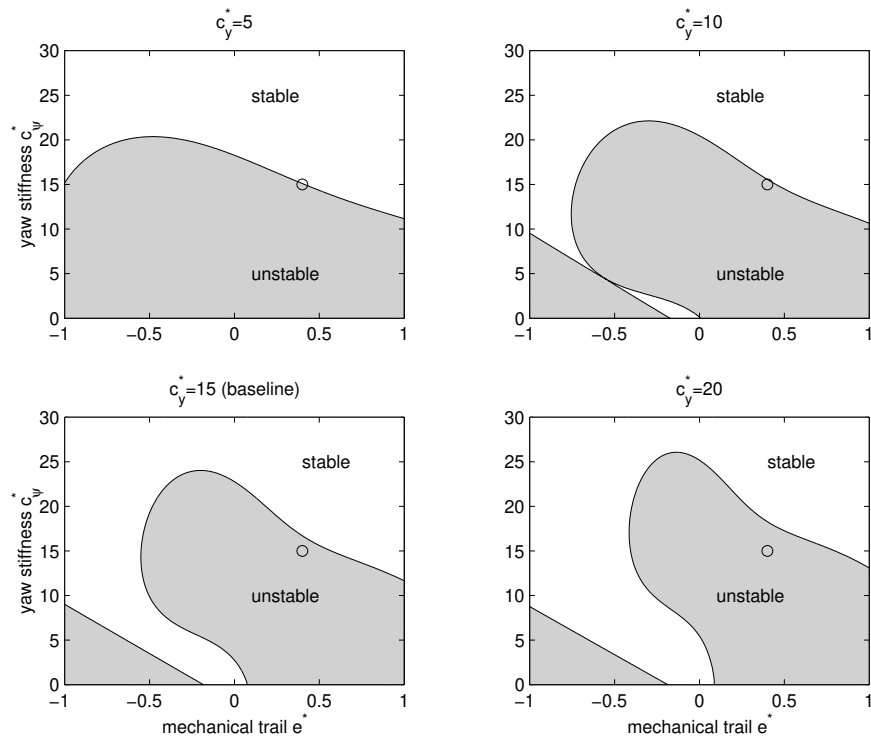 c*y=5
30
25
20
15
10
5
0
yaw stiffness c*ψ
stable
unstable
−1 −0.5 0 0.5 1
c*y=10
30
25
20
15
10
5
0
stable
unstable
−1 −0.5 0 0.5 1
c*y=15 (baseline)
30
25
20
15
10
5
0
yaw stiffness c*ψ
stable
unstable
−1 −0.5 0 0.5 1
mechanical trail e*
c*y=20
30
25
20
15
10
5
0
stable
unstable
−1 −0.5 0 0.5 1
mechanical trail e*